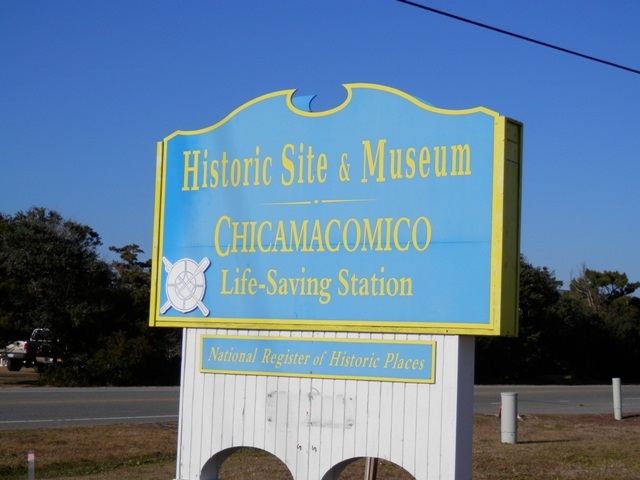 Historic Site & Museum
CHICAMACOMICO
Life-Saving Station
National Register of Historic Places